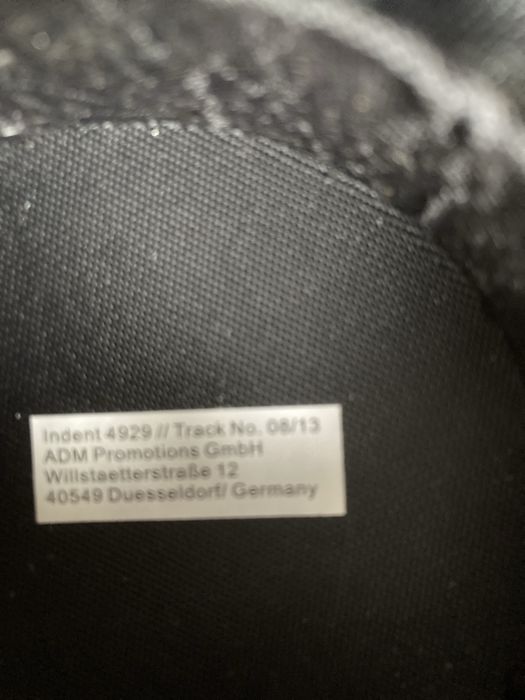 Indent 4929 // Track No. 08/13
ADM Promotions GmbH
Willstaetterstraße 12
40549 Duesseldorf/ Germany